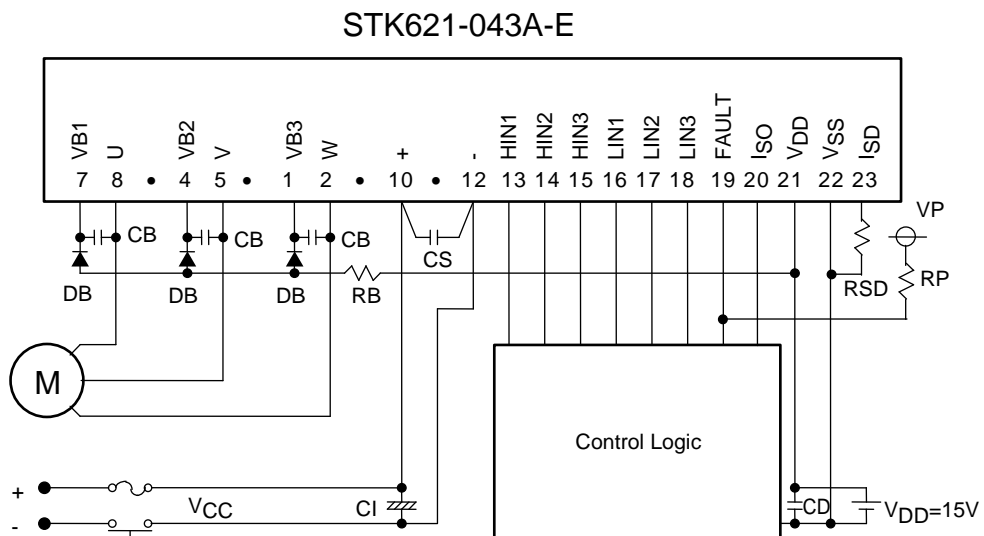 STK621-043A-E
VB1 U VB2 V VB3 W + - HIN1 HIN2 HIN3 LIN1 LIN2 LIN3 FAULT ISO VDD VSS ISD
7 8 • 4 5 • 1 2 • 10 • 12 13 14 15 16 17 18 19 20 21 22 23
VP
CB CB CB CS
DB DB DB RB RSD RP
M
Control Logic
+ VCC CI CD VDD=15V
-